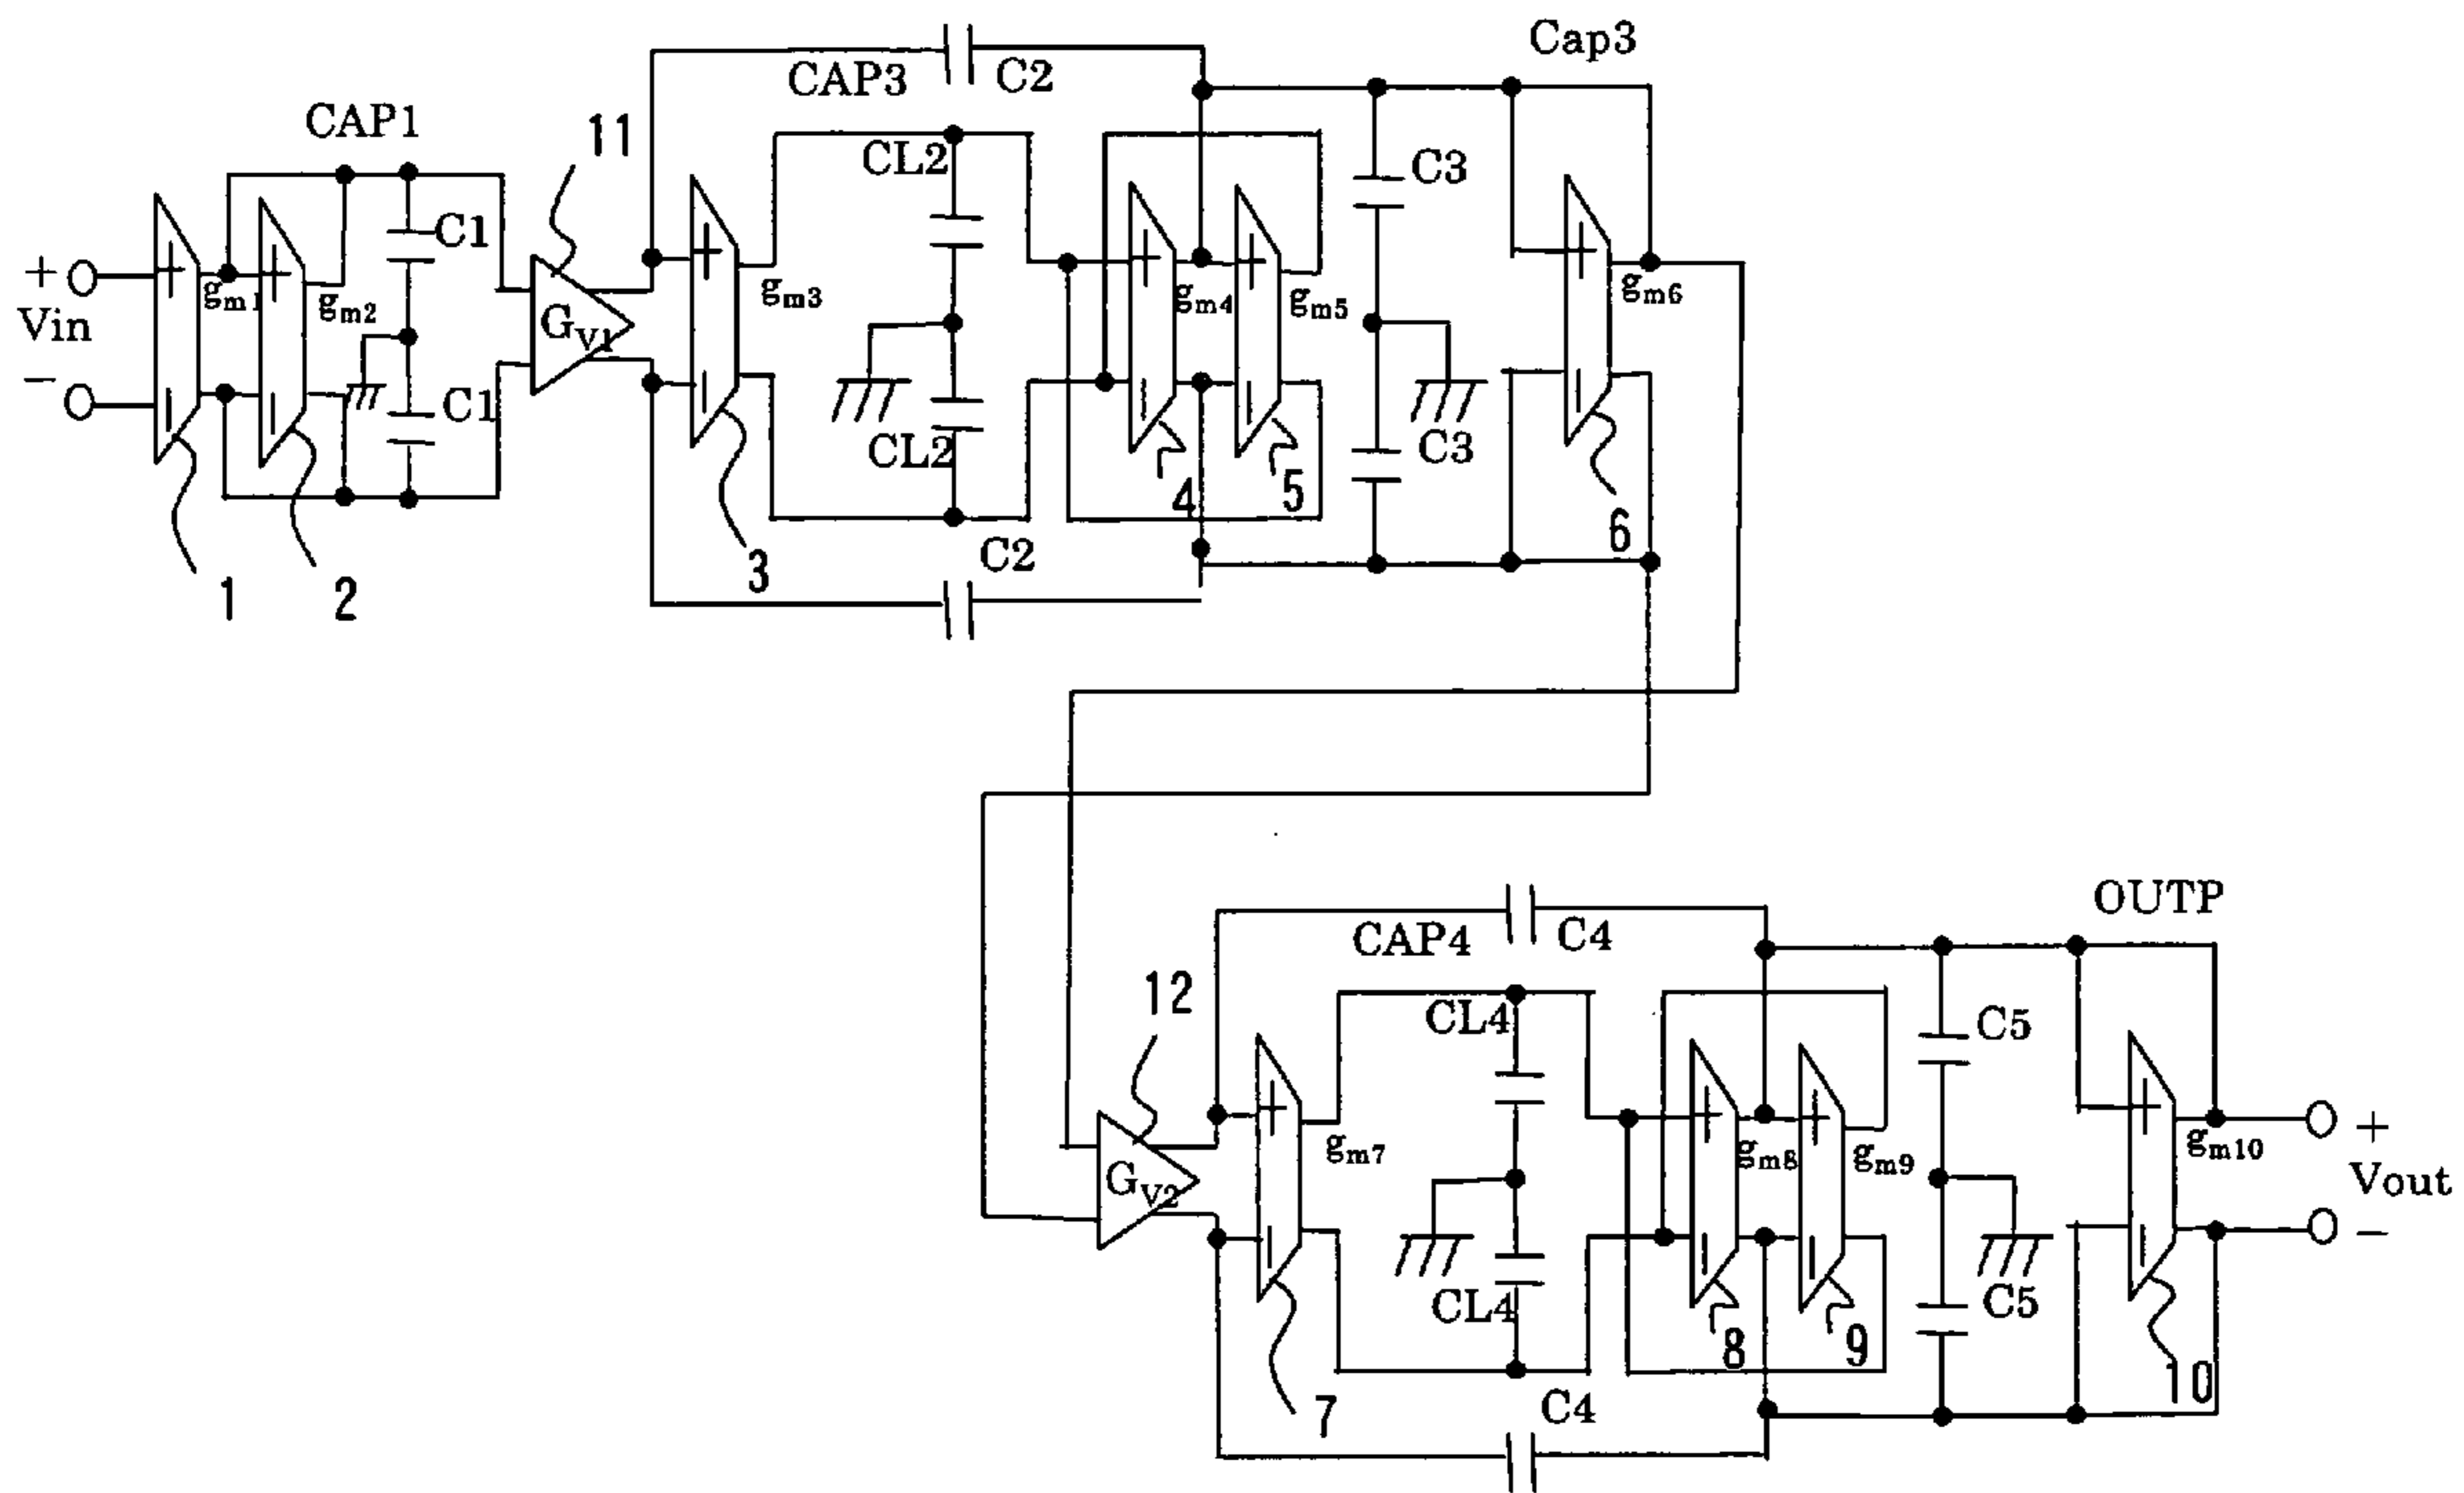 Cap3
CAP3 C2
CAP1 11
CL2 C3
+ C1
gm1 gm2 gm3 gm4 gm5 gm6
Vin GV1
−
C1 CL2 C3
4 5
6
1 2 3 C2
OUTP
CAP4 C4
12
CL4 C5
gm7 gm8 gm9 gm10 +
GV2 Vout
−
CL4 C5
8 9 10
7 C4